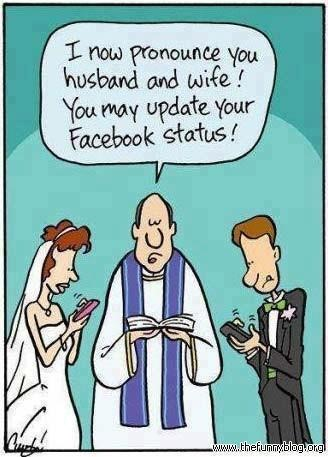 I now pronounce you
husband and wife!
You may update your
Facebook status!
www.thefunnyblog.org